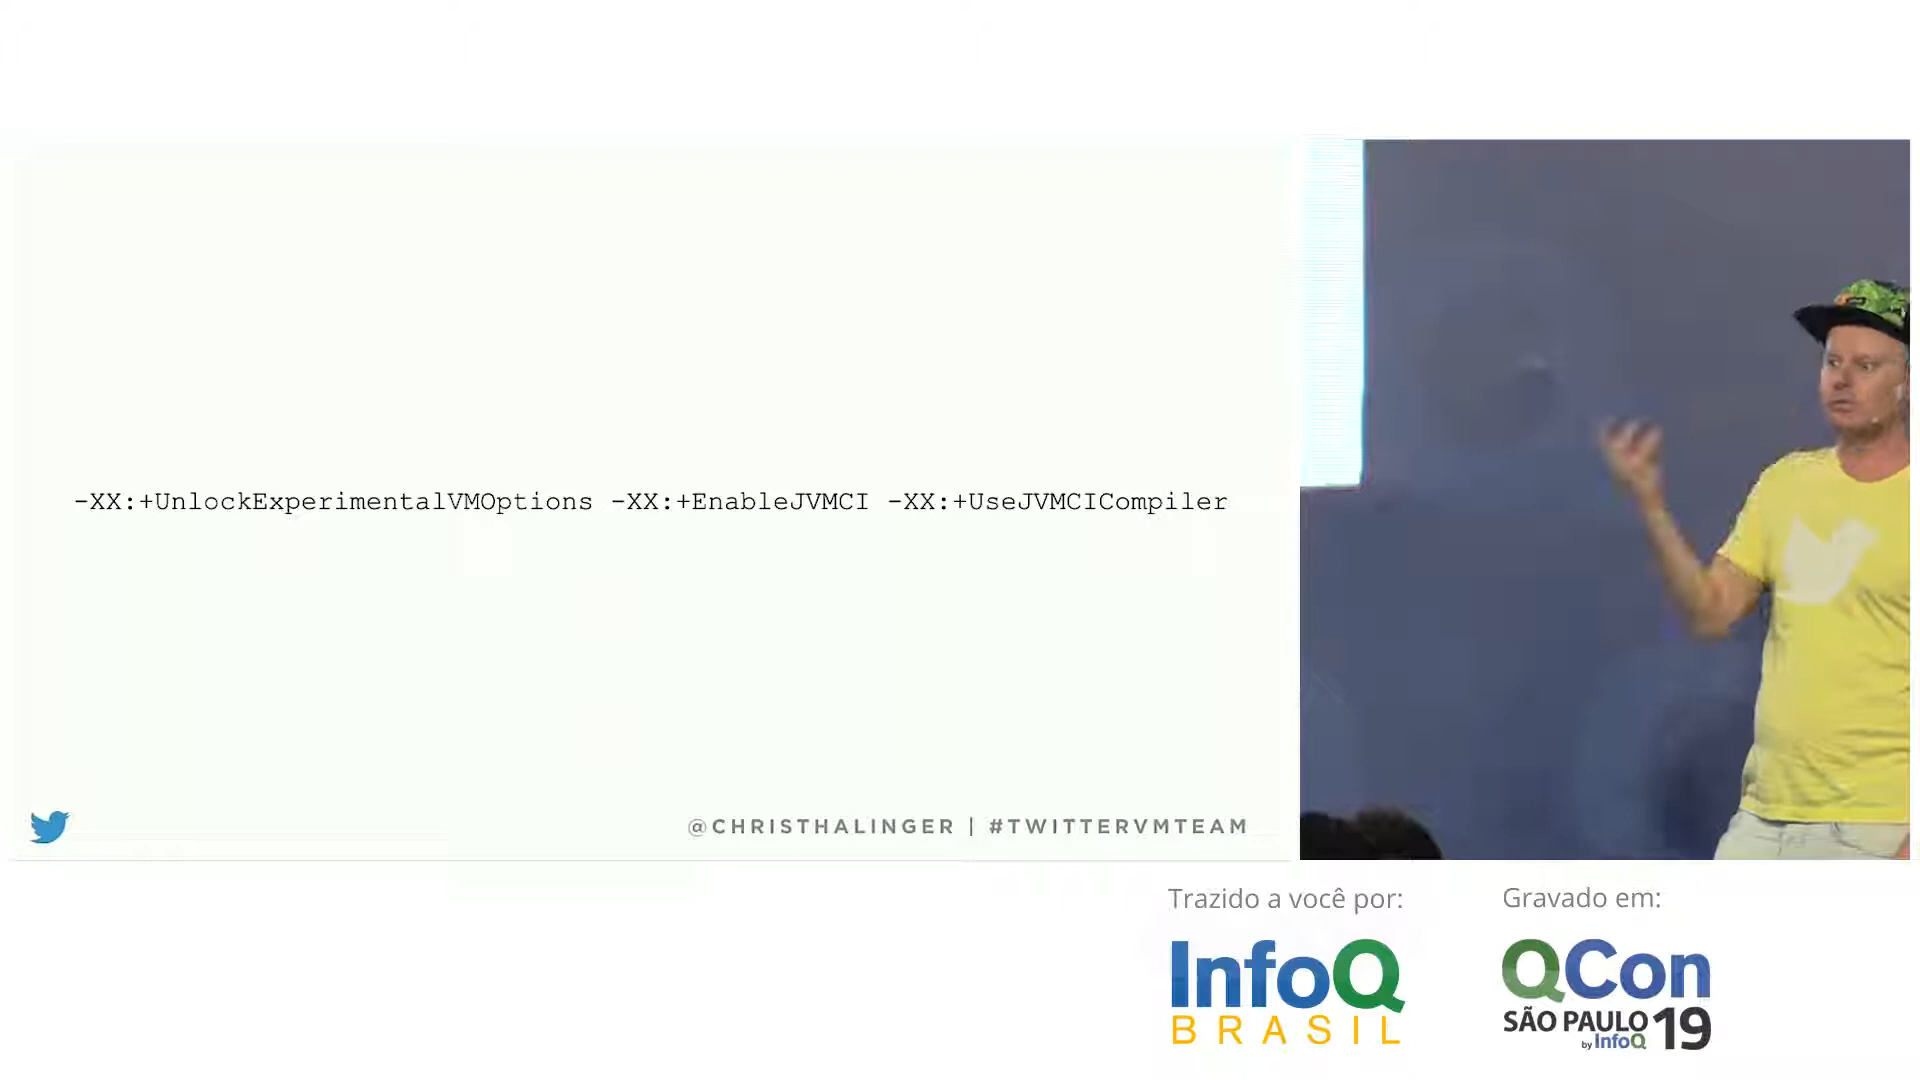 -XX:+UnlockExperimentalVMOptions -XX:+EnableJVMCI -XX:+UseJVMCICompiler
@CHRISTHALINGER | #TWITTERVMTEAM
Trazido a você por:
InfoQ
BRASIL
Gravado em:
QCon
SÃO PAULO 19
by InfoQ